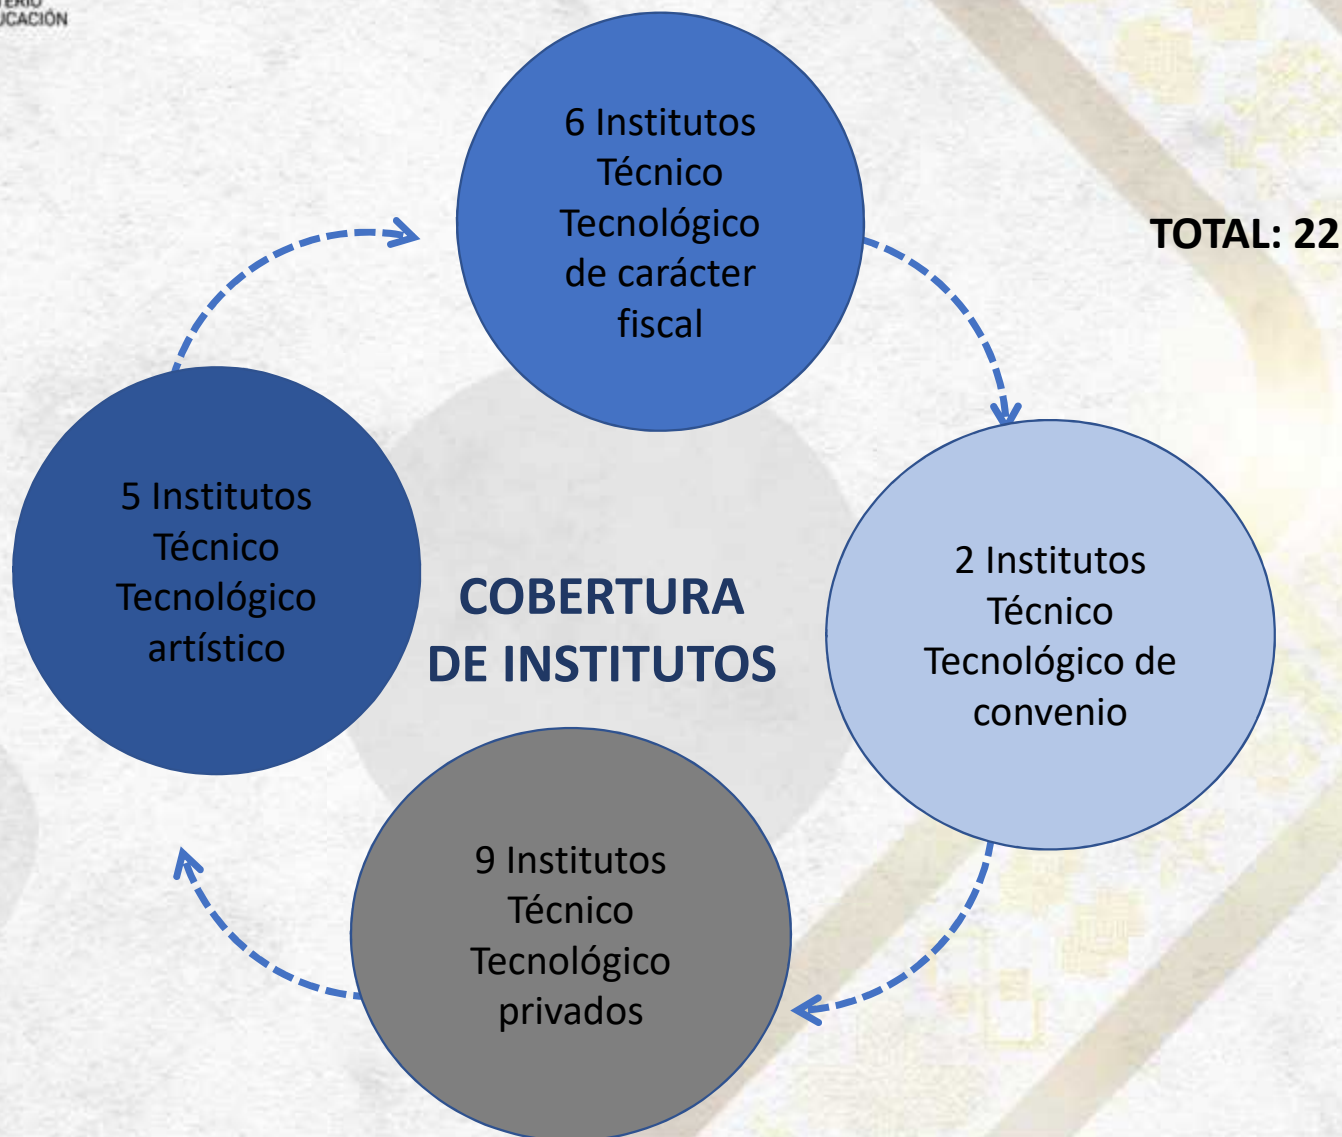 6 Institutos
Técnico
Tecnológico
de carácter
fiscal
TOTAL: 22
5 Institutos
Técnico
Tecnológico
artístico
COBERTURA
DE INSTITUTOS
2 Institutos
Técnico
Tecnológico de
convenio
9 Institutos
Técnico
Tecnológico
privados